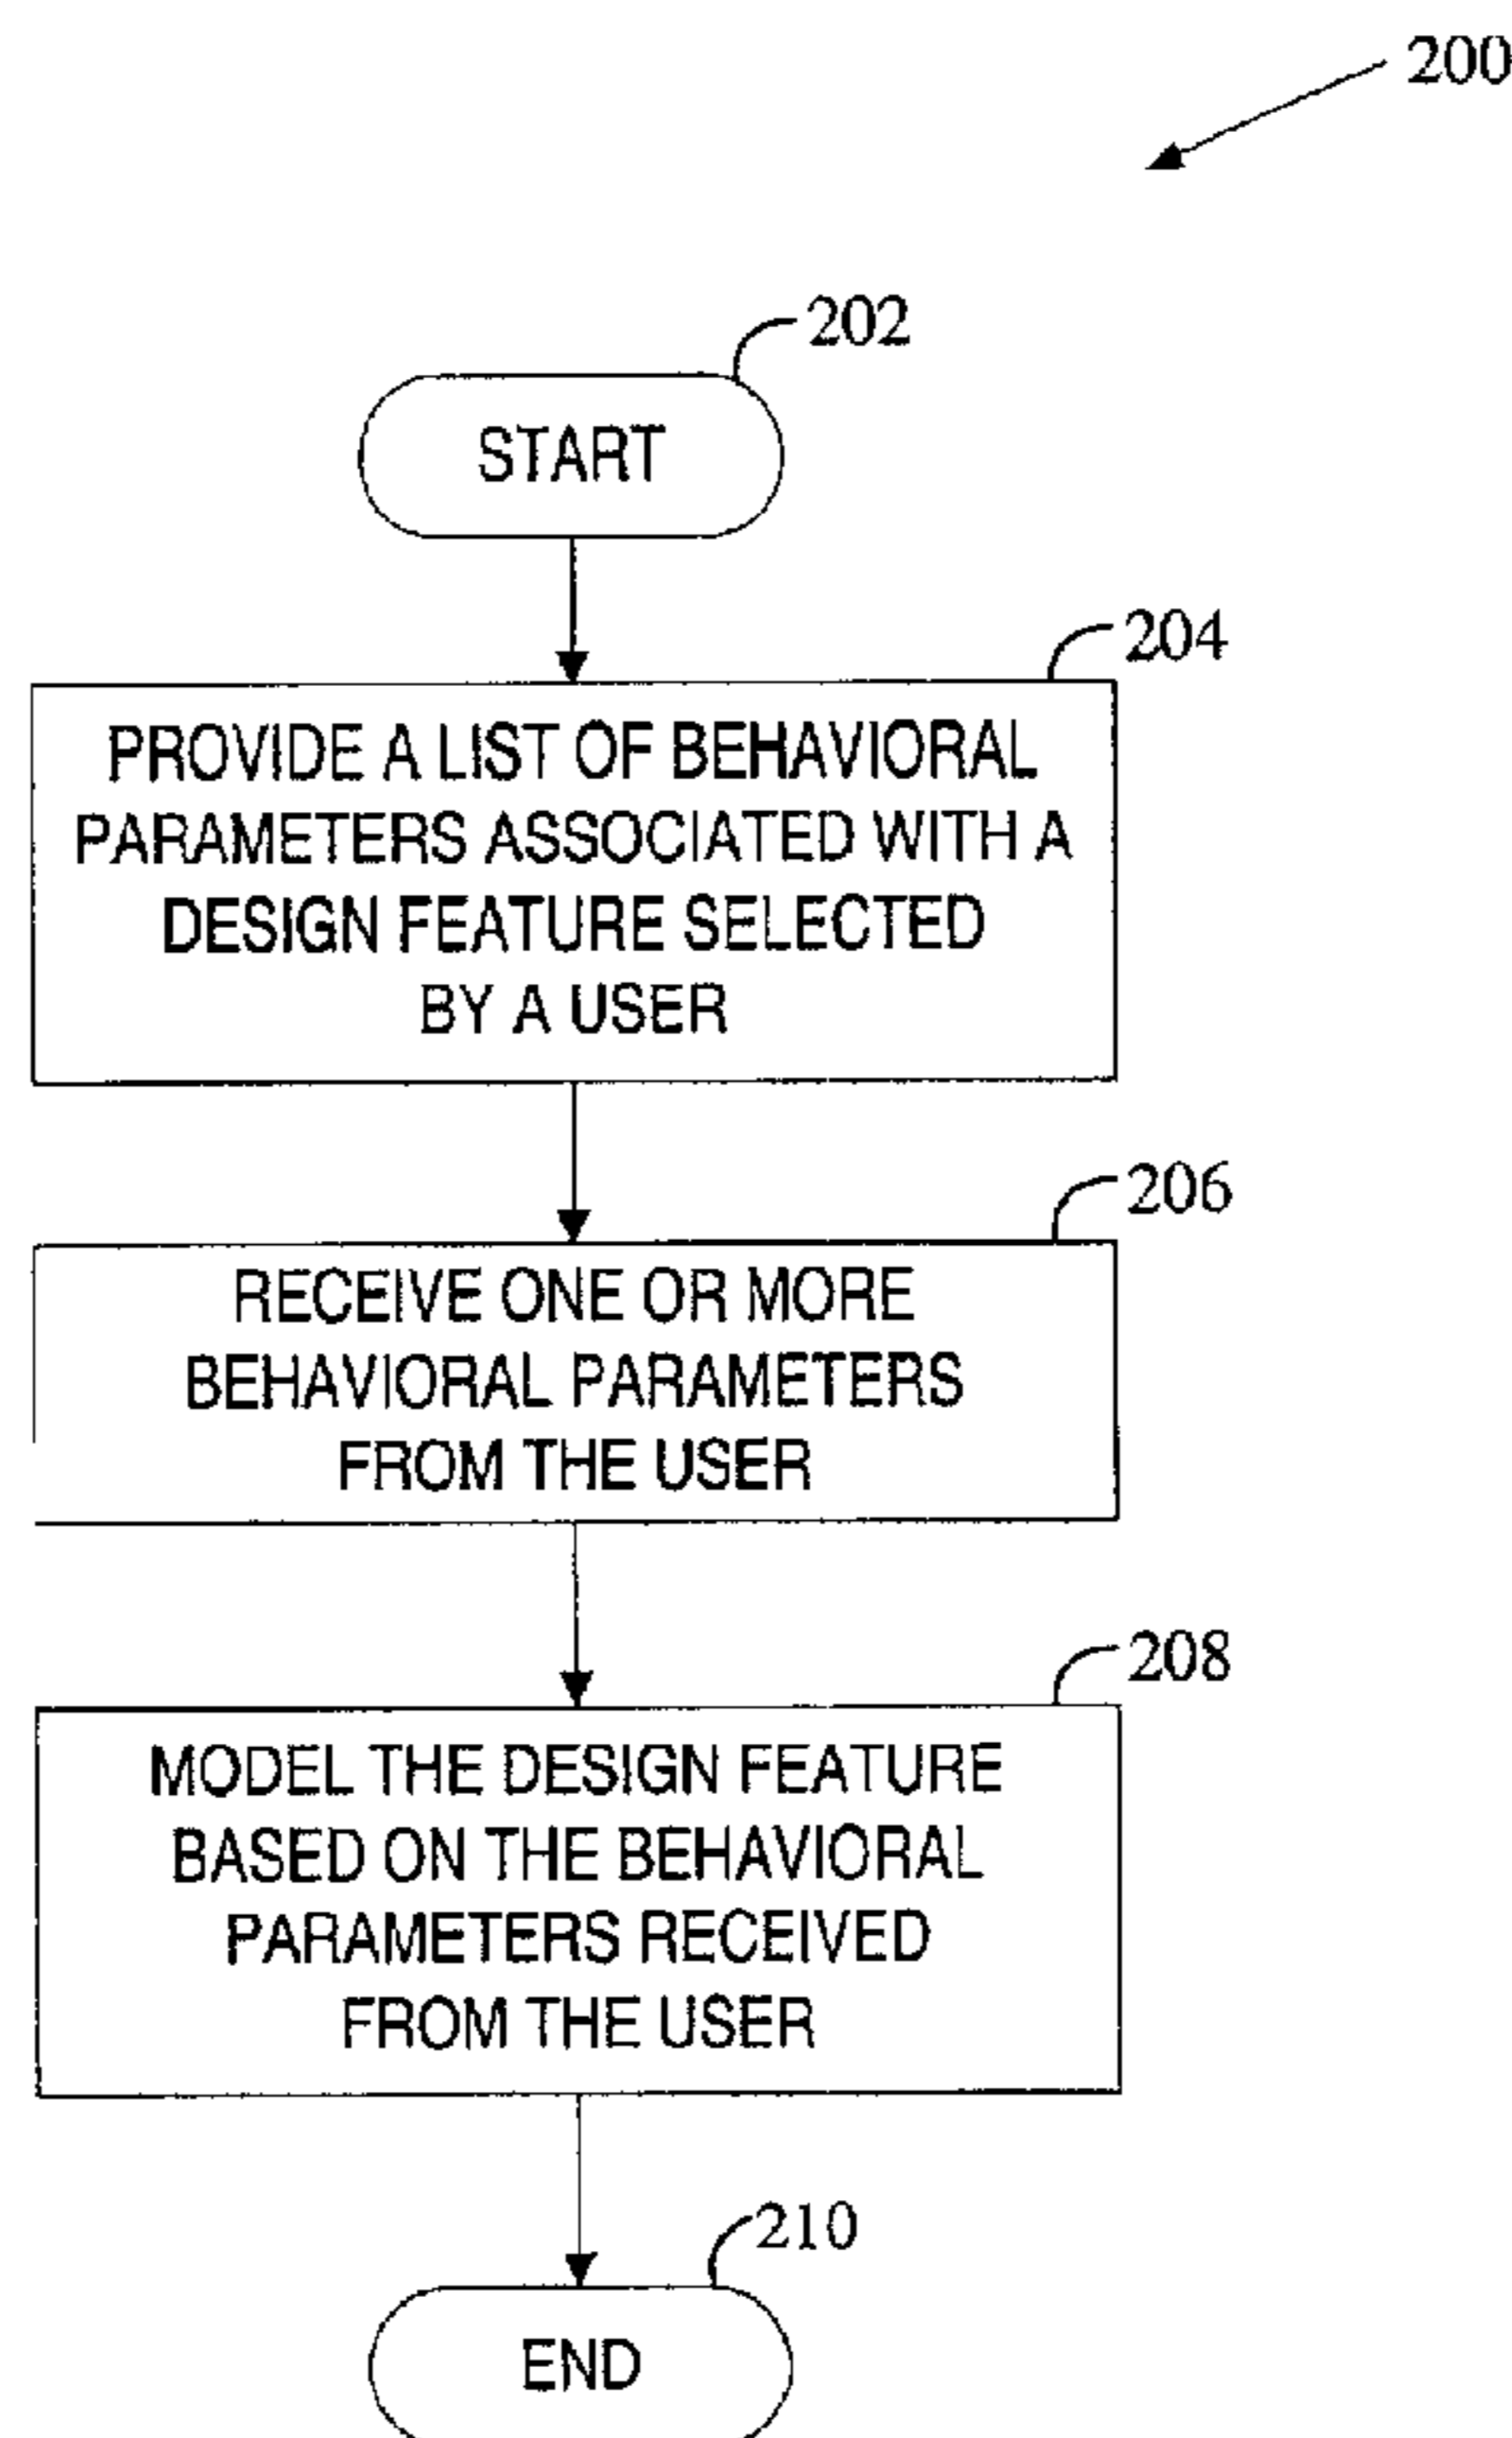 200
202
START
204
PROVIDE A LIST OF BEHAVIORAL
PARAMETERS ASSOCIATED WITH A
DESIGN FEATURE SELECTED
BY A USER
206
RECEIVE ONE OR MORE
BEHAVIORAL PARAMETERS
FROM THE USER
208
MODEL THE DESIGN FEATURE
BASED ON THE BEHAVIORAL
PARAMETERS RECEIVED
FROM THE USER
210
END